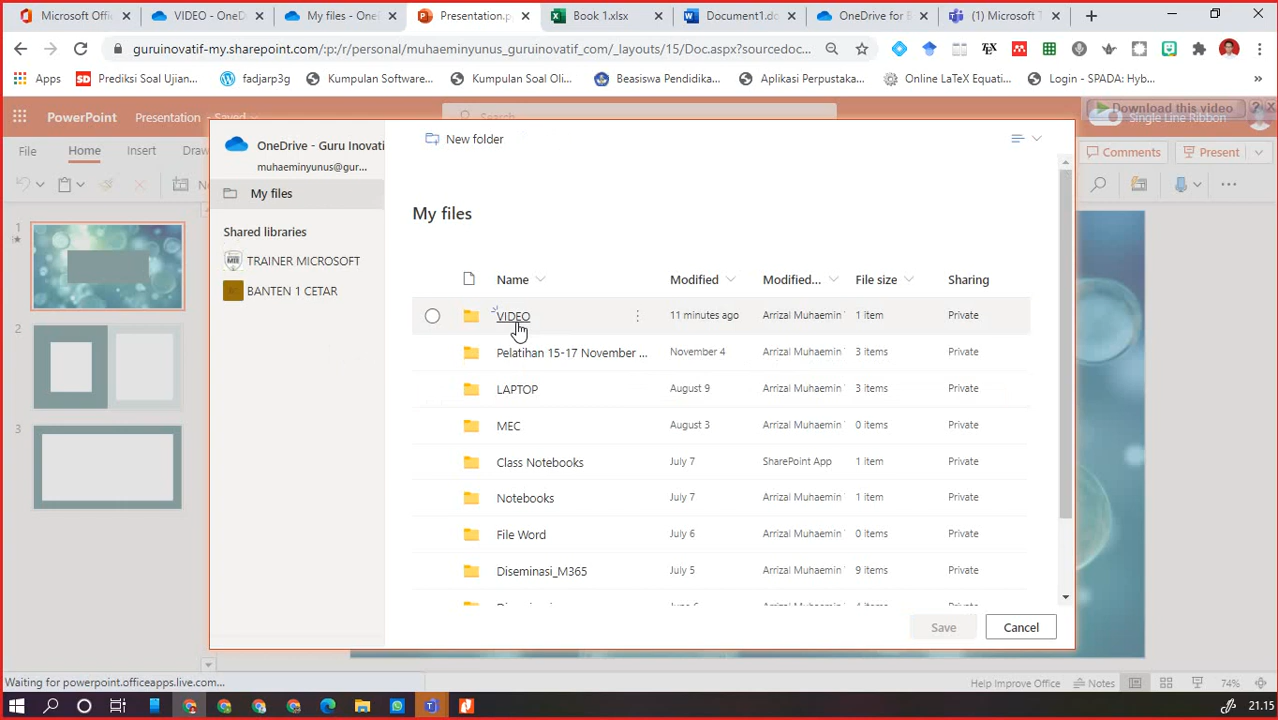 Microsoft Offic
VIDEO - OneD
My files - OneD
Presentation.p
Book 1.xlsx
Document1.do
OneDrive for B
(1) Microsoft T
guruinovatif-my.sharepoint.com/:p:/r/personal/muhaeminyunus_guruinovatif_com/_layouts/15/Doc.aspx?sourcedoc...
Apps
Prediksi Soal Ujian...
fadjarp3g
Kumpulan Software...
Kumpulan Soal Oli...
Beasiswa Pendidika...
Aplikasi Perpustaka...
Online LaTeX Equati...
Login - SPADA: Hyb...
PowerPoint
Presentation - Saved
Search
Download this video
Single Line Ribbon
File
Home
Insert
Draw
Comments
Present
OneDrive - Guru Inovati
muhaeminyunus@gur...
My files
Shared libraries
TRAINER MICROSOFT
BANTEN 1 CETAR
New folder
My files
Name
Modified
Modified...
File size
Sharing
VIDEO
11 minutes ago
Arrizal Muhaemin
1 item
Private
Pelatihan 15-17 November ...
November 4
Arrizal Muhaemin
3 items
Private
LAPTOP
August 9
Arrizal Muhaemin
3 items
Private
MEC
August 3
Arrizal Muhaemin
0 items
Private
Class Notebooks
July 7
SharePoint App
1 item
Private
Notebooks
July 7
Arrizal Muhaemin
1 item
Private
File Word
July 6
Arrizal Muhaemin
0 items
Private
Diseminasi_M365
July 5
Arrizal Muhaemin
9 items
Private
Save
Cancel
1
2
3
Waiting for powerpoint.officeapps.live.com...
Help Improve Office
Notes
74%
21.15